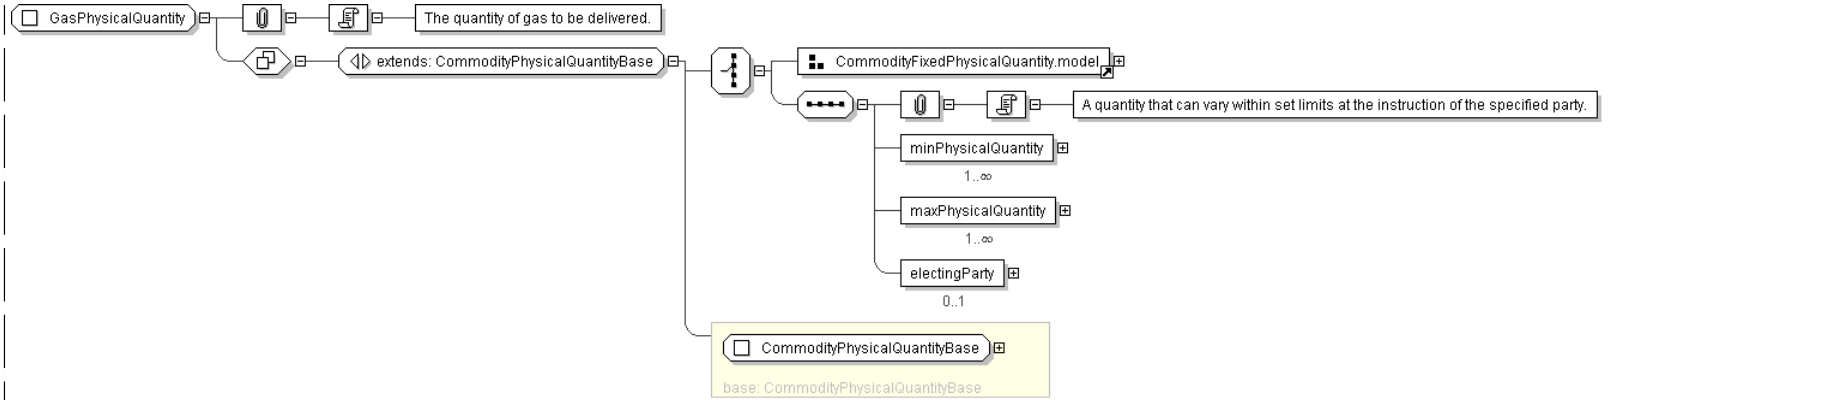 GasPhysicalQuantity
The quantity of gas to be delivered.
extends: CommodityPhysicalQuantityBase
CommodityFixedPhysicalQuantity.model
A quantity that can vary within set limits at the instruction of the specified party.
minPhysicalQuantity
1..∞
maxPhysicalQuantity
1..∞
electingParty
0..1
CommodityPhysicalQuantityBase
base: CommodityPhysicalQuantityBase